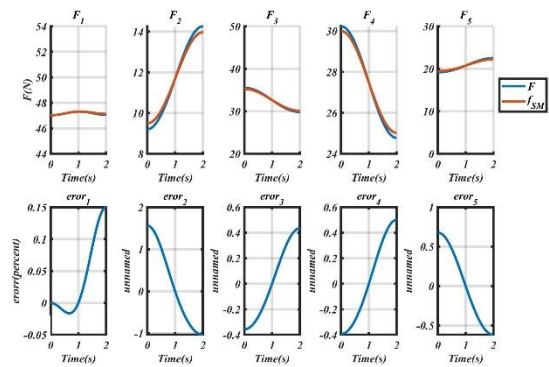 F1 F2 F3 F4 F5
F(N)
54
52
50
48
46
44
0 1 2
Time(s)
14
12
10
8
0 1 2
Time(s)
50
40
30
20
0 1 2
Time(s)
30
28
26
24
0 1 2
Time(s)
30
20
10
0
0 1 2
Time(s)
F
fSM
eror1 eror2 eror3 eror4 eror5
erorr(percent)
0.15
0.1
0.05
0
-0.05
0 1 2
Time(s)
unnamed
2
1
0
-1
0 1 2
Time(s)
unnamed
0.6
0.4
0.2
0
-0.2
-0.4
0 1 2
Time(s)
unnamed
0.6
0.4
0.2
0
-0.2
-0.4
0 1 2
Time(s)
unnamed
1
0.5
0
-0.5
0 1 2
Time(s)